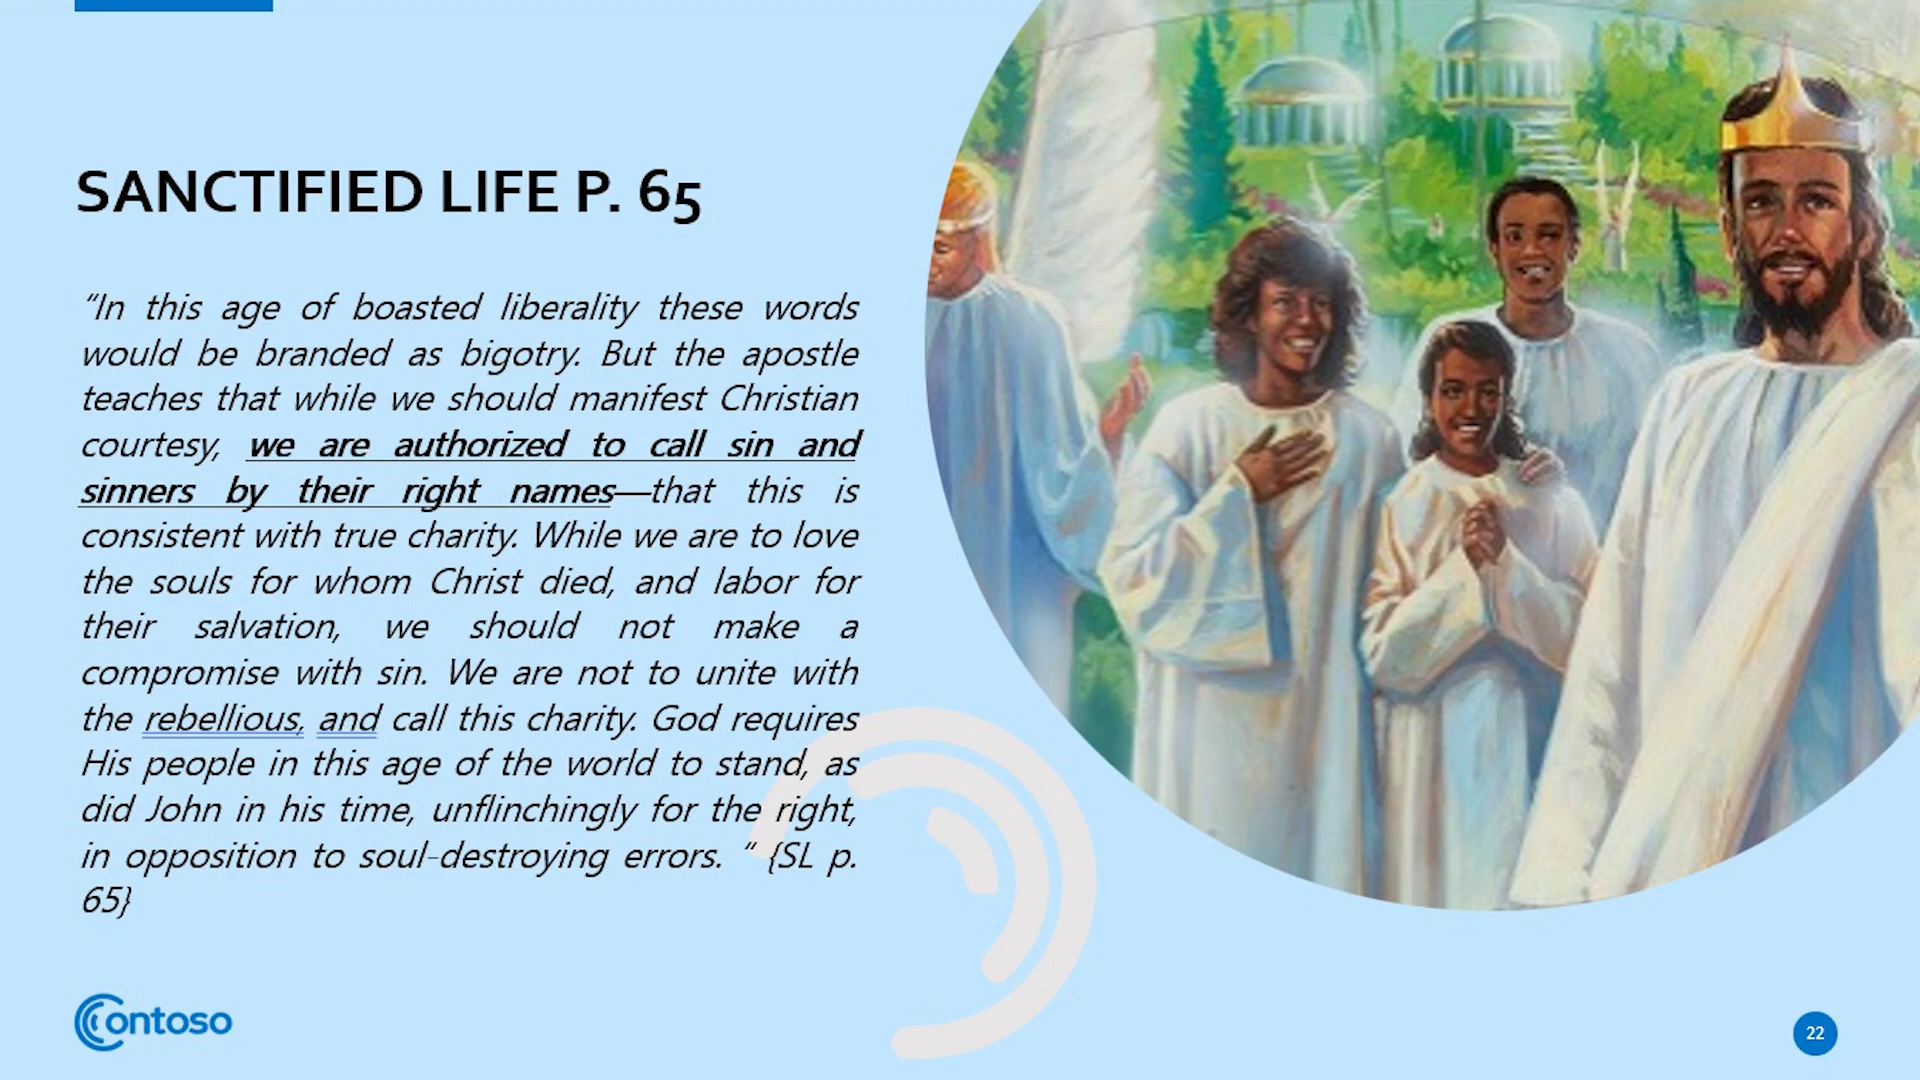 SANCTIFIED LIFE P. 65
“In this age of boasted liberality these words
would be branded as bigotry. But the apostle
teaches that while we should manifest Christian
courtesy, we are authorized to call sin and
sinners by their right names—that this is
consistent with true charity. While we are to love
the souls for whom Christ died, and labor for
their salvation, we should not make a
compromise with sin. We are not to unite with
the rebellious, and call this charity. God requires
His people in this age of the world to stand, as
did John in his time, unflinchingly for the right,
in opposition to soul-destroying errors. “ {SL p.
65}
Contoso
22